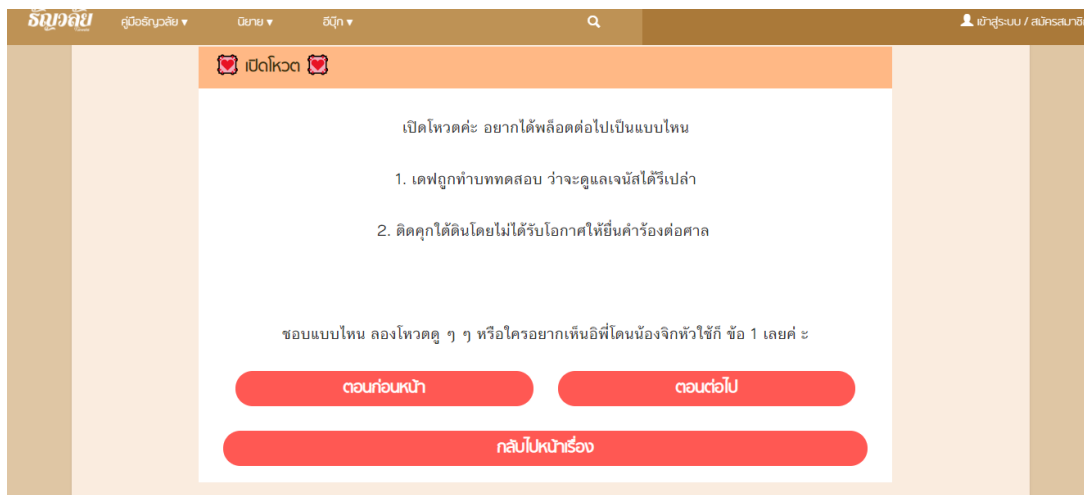 ธัญวลัย คู่มือธัญวลัย ▾ นิยาย ▾ อีบุ๊ก ▾ เข้าสู่ระบบ / สมัครสมาชิ
เปิดโหวต
เปิดโหวตค่ะ อยากได้พล็อตต่อไปเป็นแบบไหน
1. เดฟถูกทำบททดสอบ ว่าจะดูแลเจนัสได้รึเปล่า
2. ติดคุกใต้ดินโดยไม่ได้รับโอกาศให้ยื่นคำร้องต่อศาล
ชอบแบบไหน ลองโหวตดู ๆ ๆ หรือใครอยากเห็นอิพี่โดนน้องจิกหัวใช้ก็ ข้อ 1 เลยค่ ะ
ตอนก่อนหน้า ตอนต่อไป
กลับไปหน้าเรื่อง